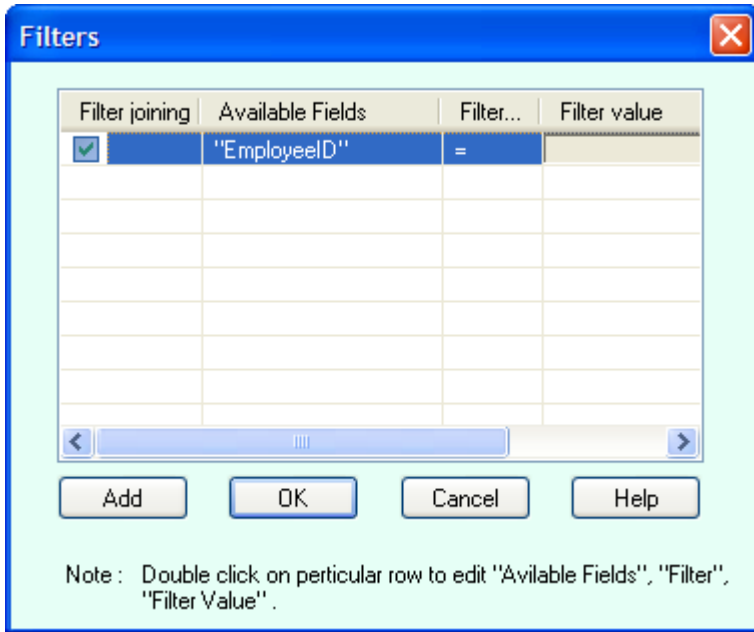 Filters
Filter joining Available Fields Filter... Filter value
"EmployeeID" =
Add OK Cancel Help
Note : Double click on perticular row to edit "Avilable Fields", "Filter",
"Filter Value" .